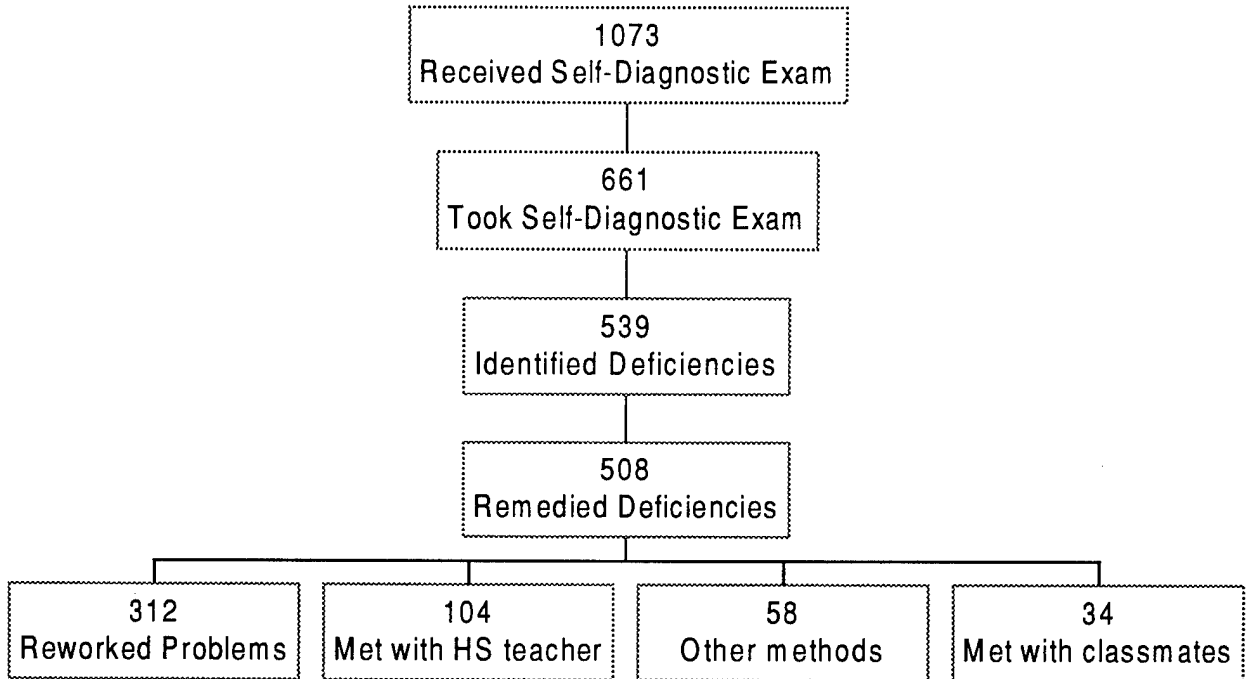 1073
Received Self-Diagnostic Exam
661
Took Self-Diagnostic Exam
539
Identified Deficiencies
508
Remedied Deficiencies
312
Reworked Problems
104
Met with HS teacher
58
Other methods
34
Met with classmates